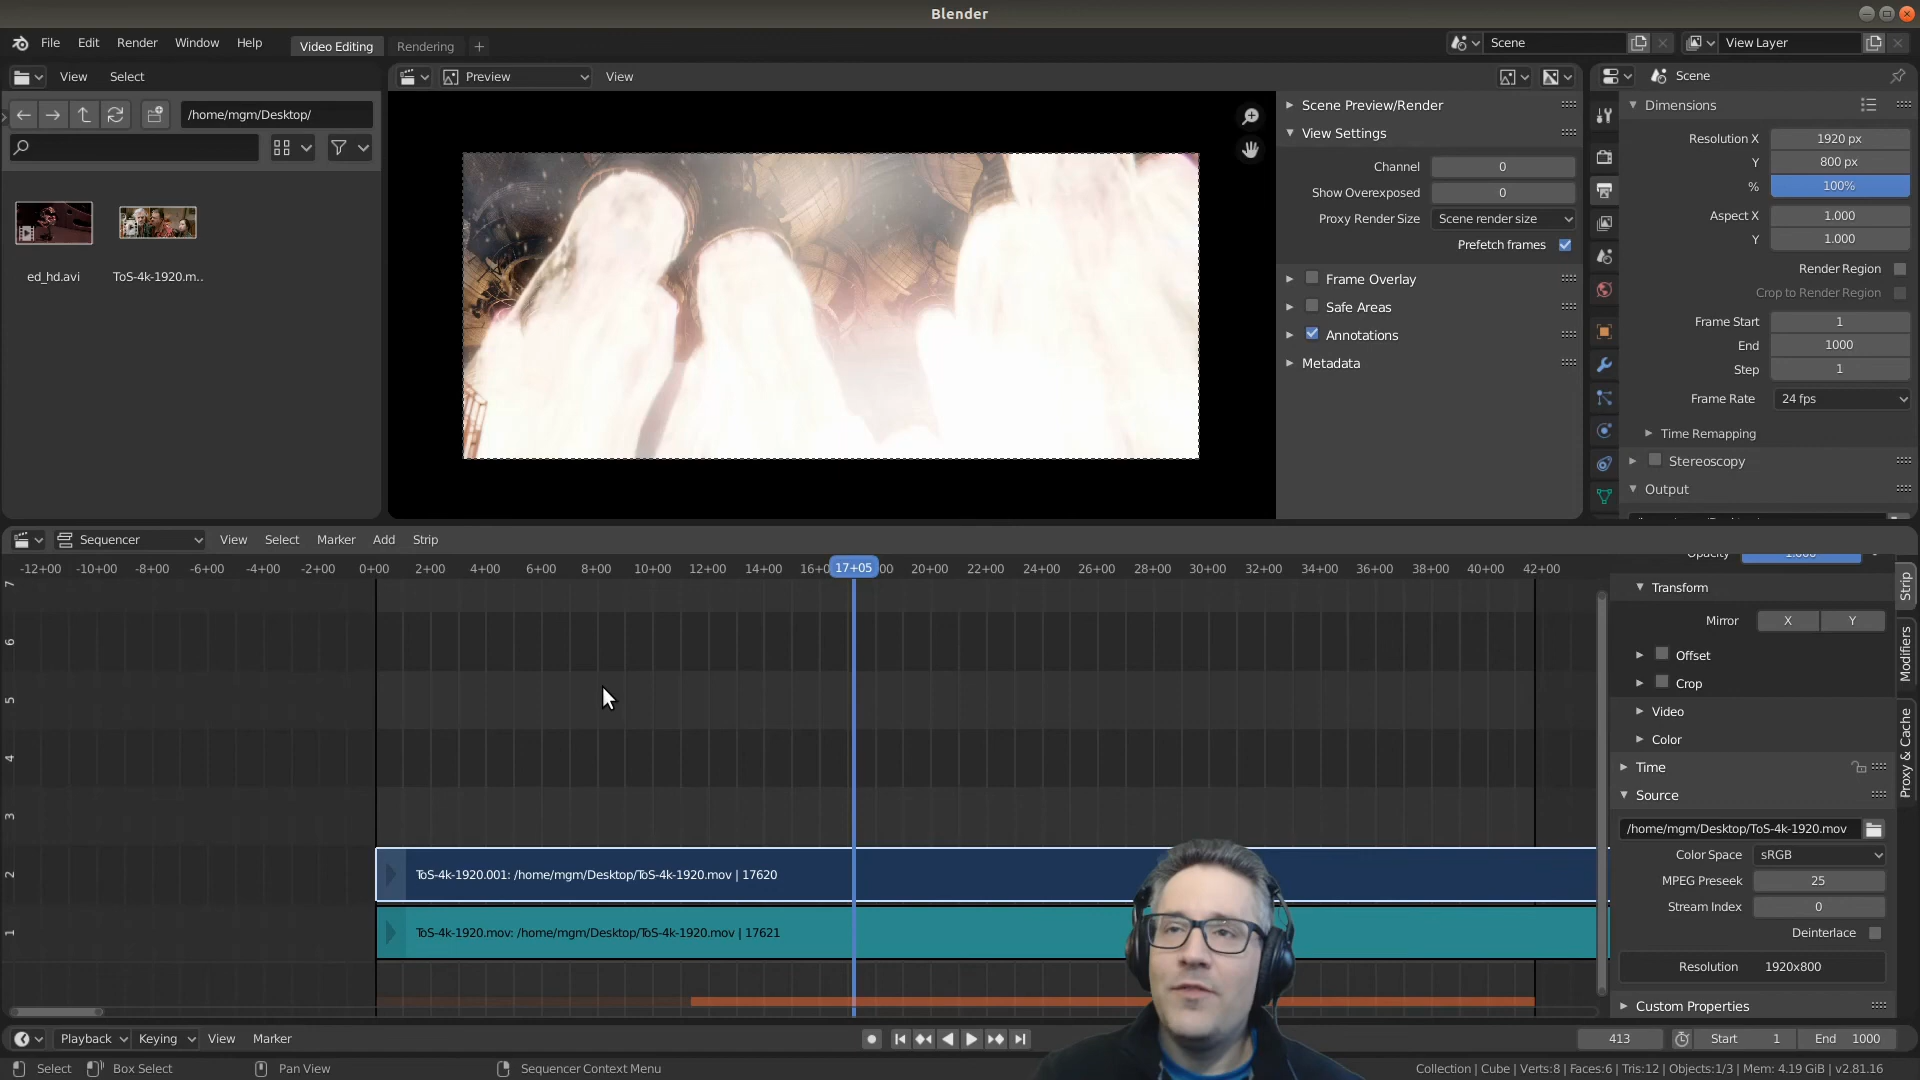 Blender
File Edit Render Window Help Video Editing Rendering + Scene View Layer
View Select Preview View Scene
/home/mgm/Desktop/
ed_hd.avi ToS-4k-1920.m..
Scene Preview/Render
View Settings
Channel 0
Show Overexposed 0
Proxy Render Size Scene render size
Prefetch frames
Frame Overlay
Safe Areas
Annotations
Metadata
Dimensions
Resolution X 1920 px
Y 800 px
% 100%
Aspect X 1.000
Y 1.000
Render Region
Crop to Render Region
Frame Start 1
End 1000
Step 1
Frame Rate 24 fps
Time Remapping
Stereoscopy
Output
Sequencer View Select Marker Add Strip
-12+00 -10+00 -8+00 -6+00 -4+00 -2+00 0+00 2+00 4+00 6+00 8+00 10+00 12+00 14+00 16+0 17+05 00 20+00 22+00 24+00 26+00 28+00 30+00 32+00 34+00 36+00 38+00 40+00 42+00
7
6
5
4
3
2
1
ToS-4k-1920.001: /home/mgm/Desktop/ToS-4k-1920.mov | 17620
ToS-4k-1920.mov: /home/mgm/Desktop/ToS-4k-1920.mov | 17621
Opacity 1.000
Transform
Mirror X Y
Offset
Crop
Video
Color
Time
Source
/home/mgm/Desktop/ToS-4k-1920.mov
Color Space sRGB
MPEG Preseek 25
Stream Index 0
Deinterlace
Resolution 1920x800
Custom Properties
Strip
Modifiers
Proxy & Cache
Playback Keying View Marker 413 Start 1 End 1000
Select Box Select Pan View Sequencer Context Menu Collection | Cube | Verts:8 | Faces:6 | Tris:12 | Objects:1/3 | Mem: 4.19 GiB | v2.81.16